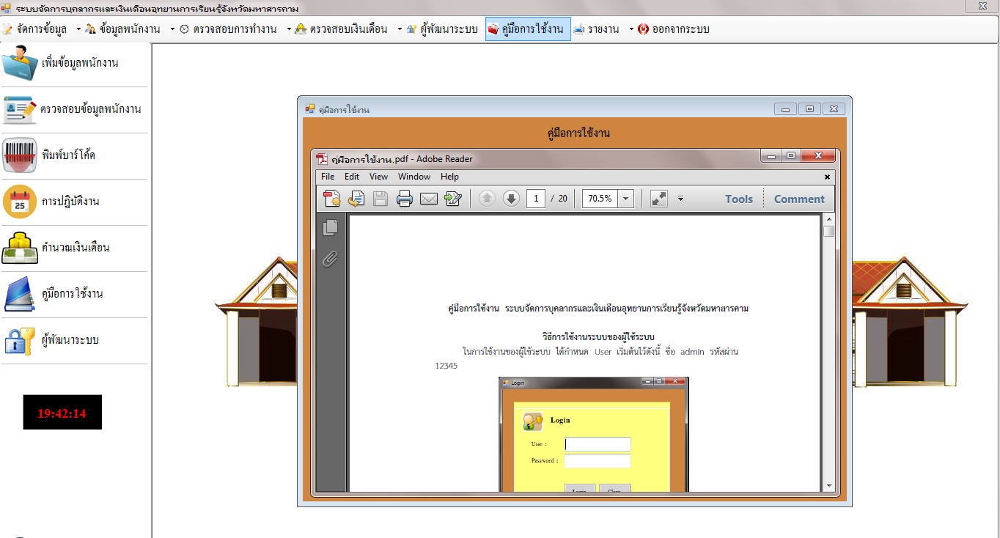 ระบบจัดการบุคลากรและเงินเดือนอุทยานการเรียนรู้จังหวัดมหาสารคาม
จัดการข้อมูล ข้อมูลพนักงาน ตรวจสอบการทำงาน ตรวจสอบเงินเดือน ผู้พัฒนาระบบ คู่มือการใช้งาน รายงาน ออกจากระบบ
เพิ่มข้อมูลพนักงาน
ตรวจสอบข้อมูลพนักงาน
พิมพ์บาร์โค้ด
25
การปฏิบัติงาน
คำนวณเงินเดือน
คู่มือการใช้งาน
ผู้พัฒนาระบบ
19:42:14
คู่มือการใช้งาน
คู่มือการใช้งาน
คู่มือการใช้งาน.pdf - Adobe Reader
File Edit View Window Help
1 / 20 70.5% Tools Comment
คู่มือการใช้งาน ระบบจัดการบุคลากรและเงินเดือนอุทยานการเรียนรู้จังหวัดมหาสารคาม
วิธีการใช้งานระบบของผู้ใช้ระบบ
ในการใช้งานของผู้ใช้ระบบ ได้กำหนด User เริ่มต้นไว้ดังนี้ ชื่อ admin รหัสผ่าน
12345
Login
Login
User :
Password :